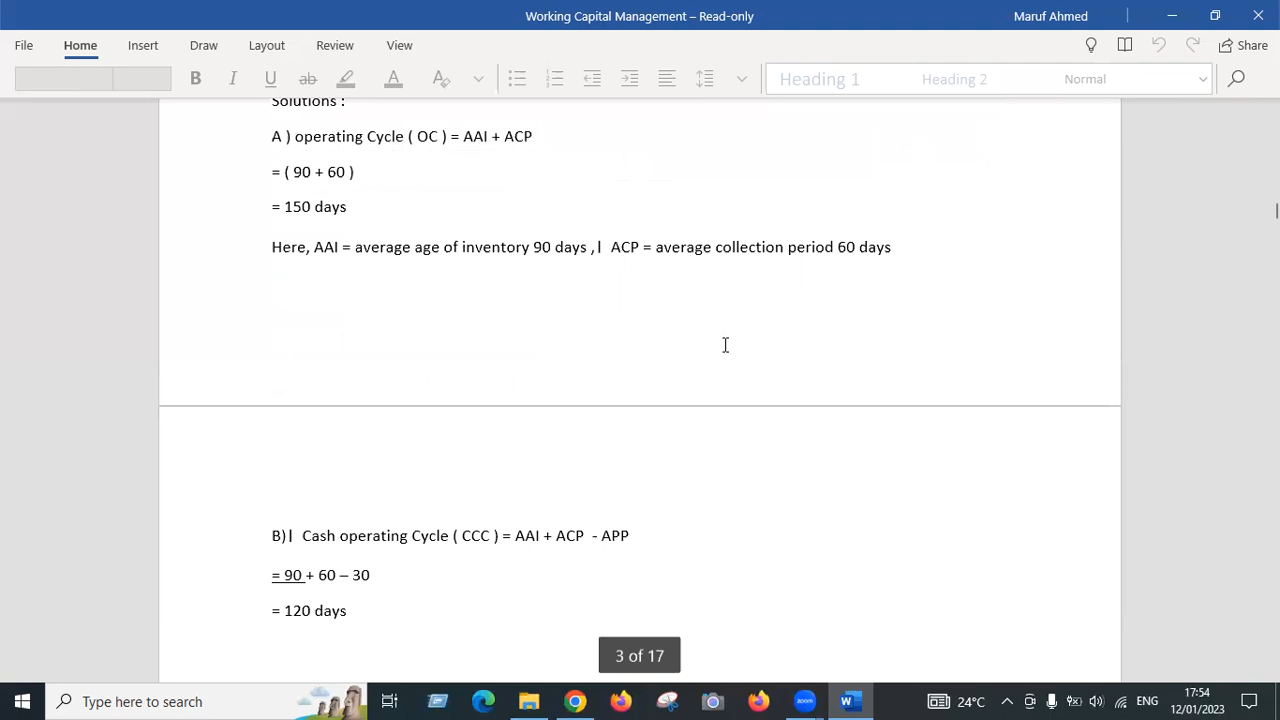 Working Capital Management – Read-only
Maruf Ahmed
File Home Insert Draw Layout References Review View Share
Heading 1 Heading 2 Normal
Solutions :
A ) operating Cycle ( OC ) = AAI + ACP
= ( 90 + 60 )
= 150 days
Here, AAI = average age of inventory 90 days ,l ACP = average collection period 60 days
B)l Cash operating Cycle ( CCC ) = AAI + ACP - APP
= 90 + 60 – 30
= 120 days
3 of 17
Type here to search
zoom
24°C
ENG
17:54
12/01/2023